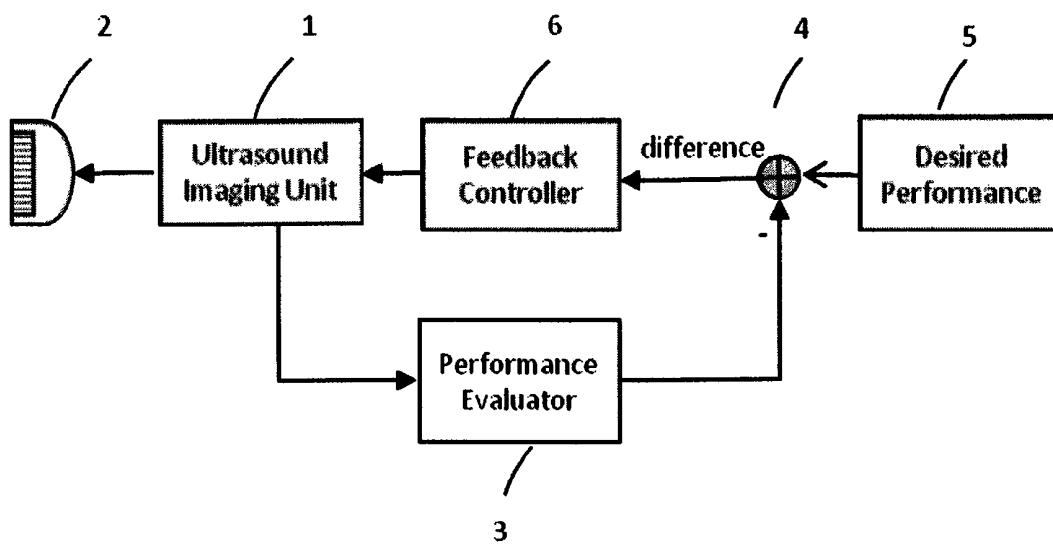 2
1
6
4
5
Ultrasound
Imaging Unit
Feedback
Controller
difference
Desired
Performance
-
Performance
Evaluator
3